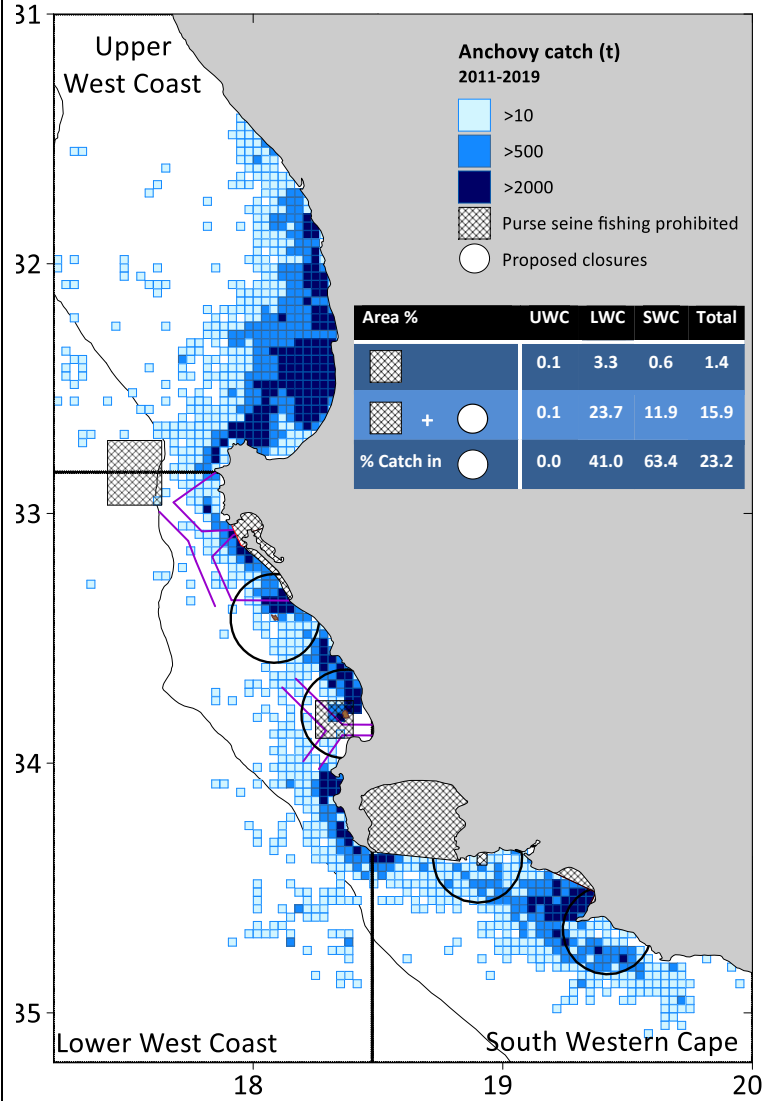 31
Upper
West Coast
Anchovy catch (t)
2011-2019
>10
>500
>2000
Purse seine fishing prohibited
Proposed closures
32
Area % UWC LWC SWC Total
0.1 3.3 0.6 1.4
+ 0.1 23.7 11.9 15.9
% Catch in 0.0 41.0 63.4 23.2
33
34
35
Lower West Coast South Western Cape
18 19 20